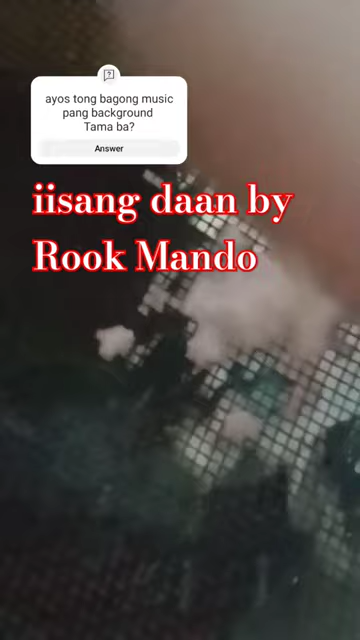 ayos tong bagong music
pang background
Tama ba?
Answer
iisang daan by
Rook Mando